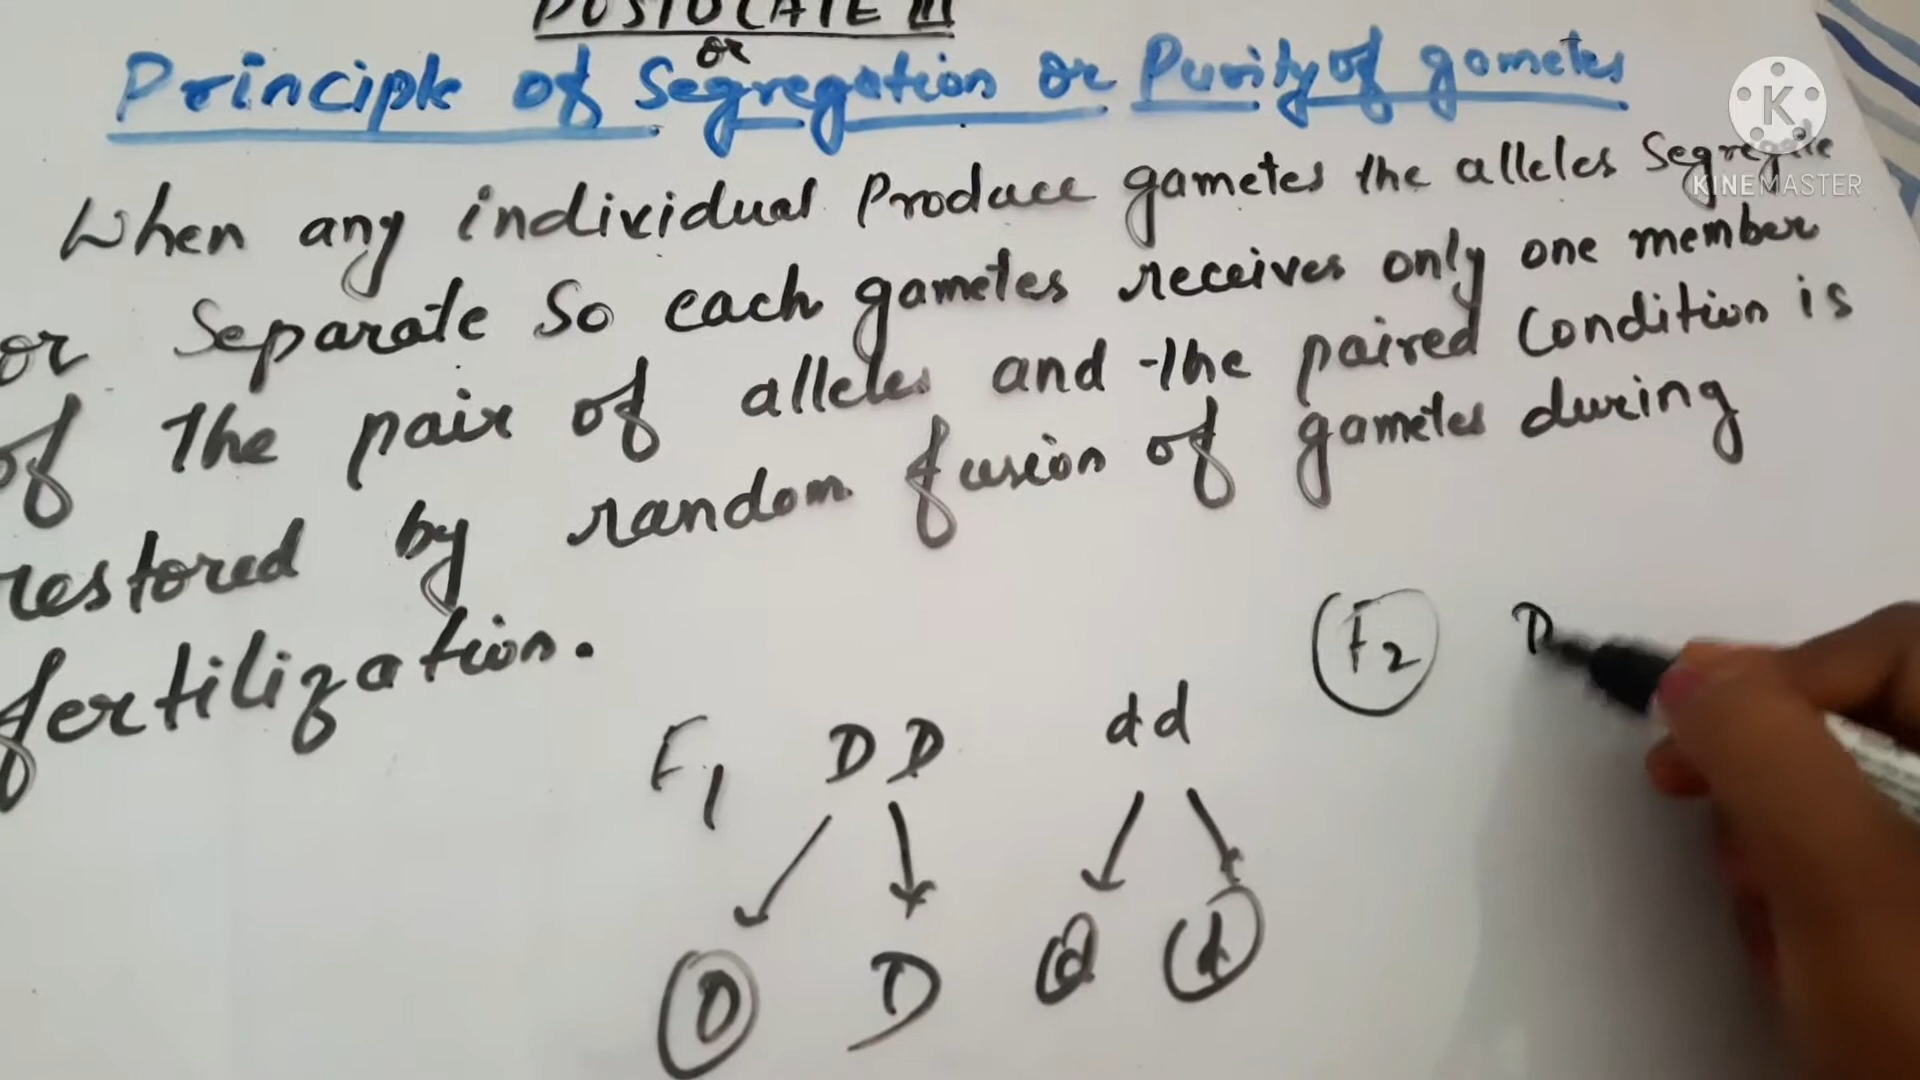 POSTULATE III
or
Principle of Segregation or Purity of gametes
When any individual Produce gametes the alleles Segregate
or Separate So each gametes receives only one member
of The pair of alleles and the paired Condition is
restored by random fusion of gametes during
fertilization.
F2 D
F1 DD dd
D D d d
K
KINEMASTER